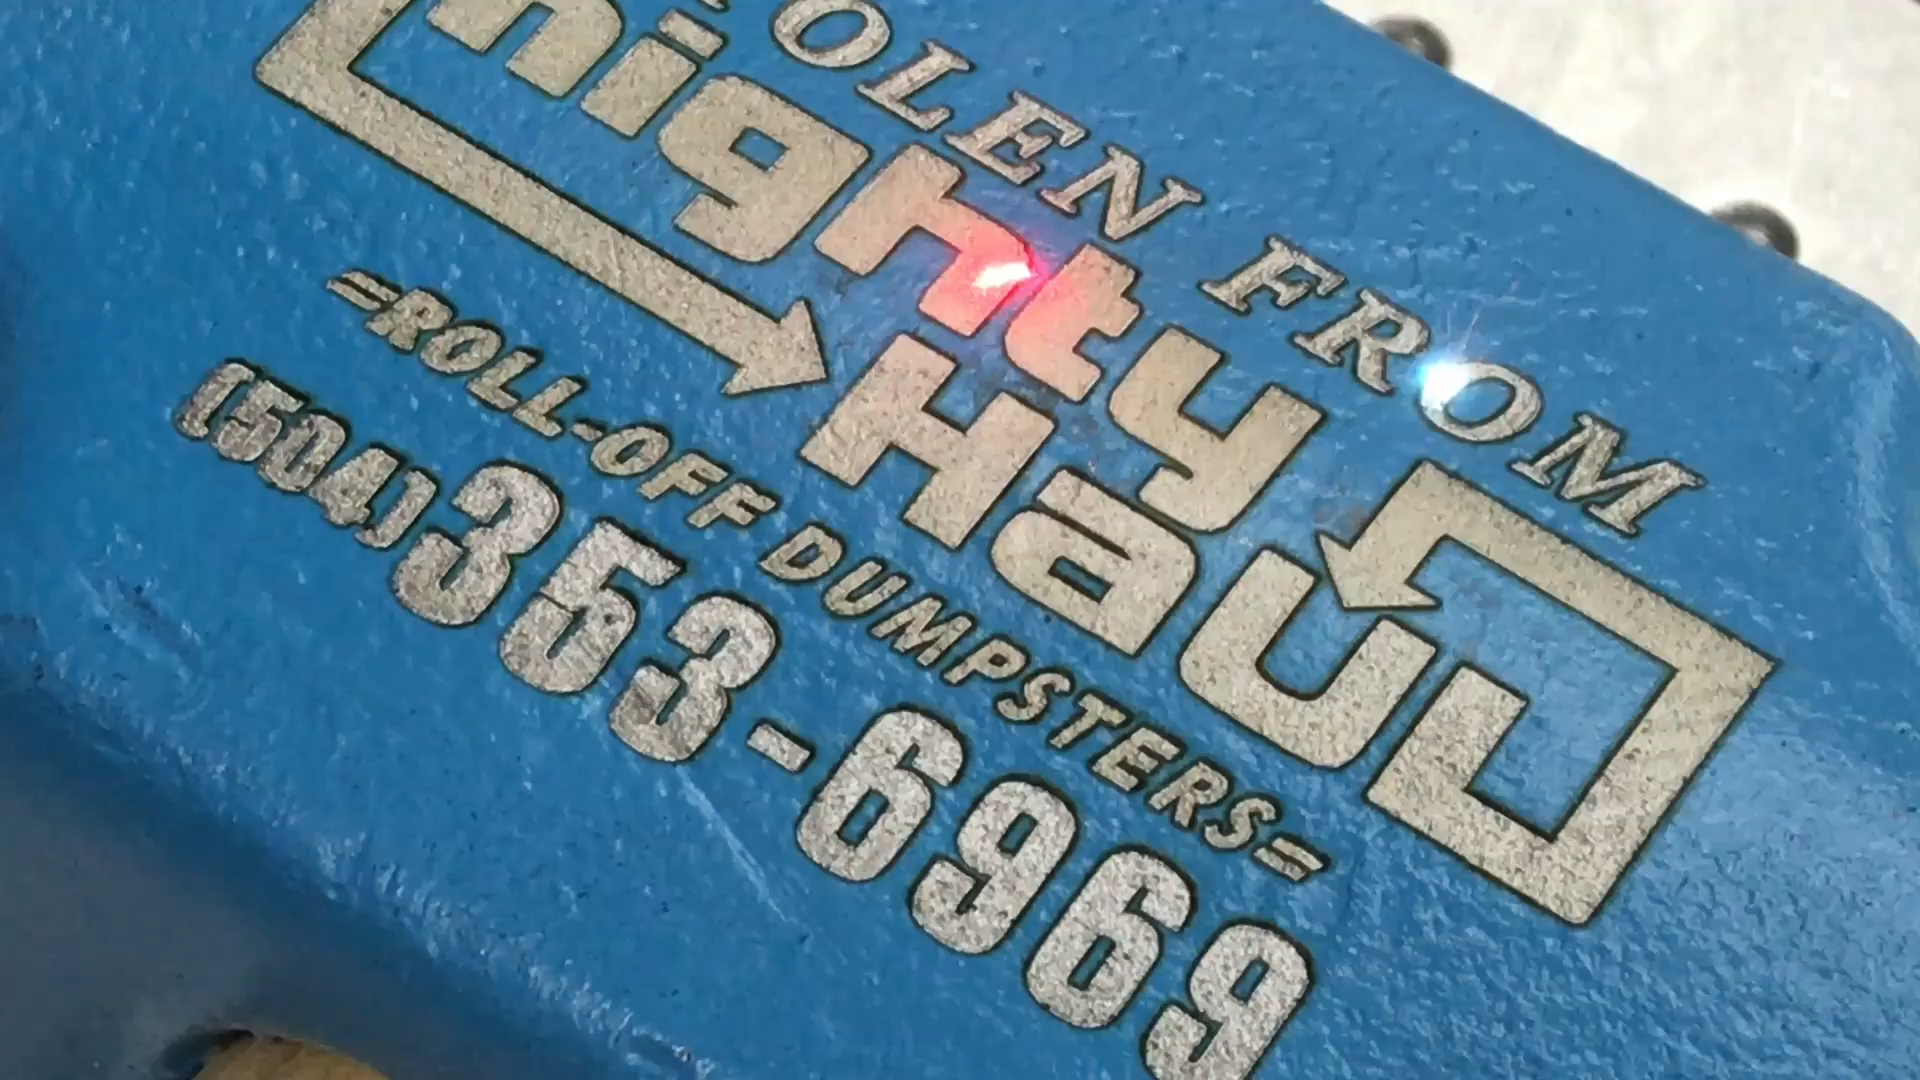 OLEN FROM
mighty
Haul
=ROLL-OFF DUMPSTERS=
(504)353-6969